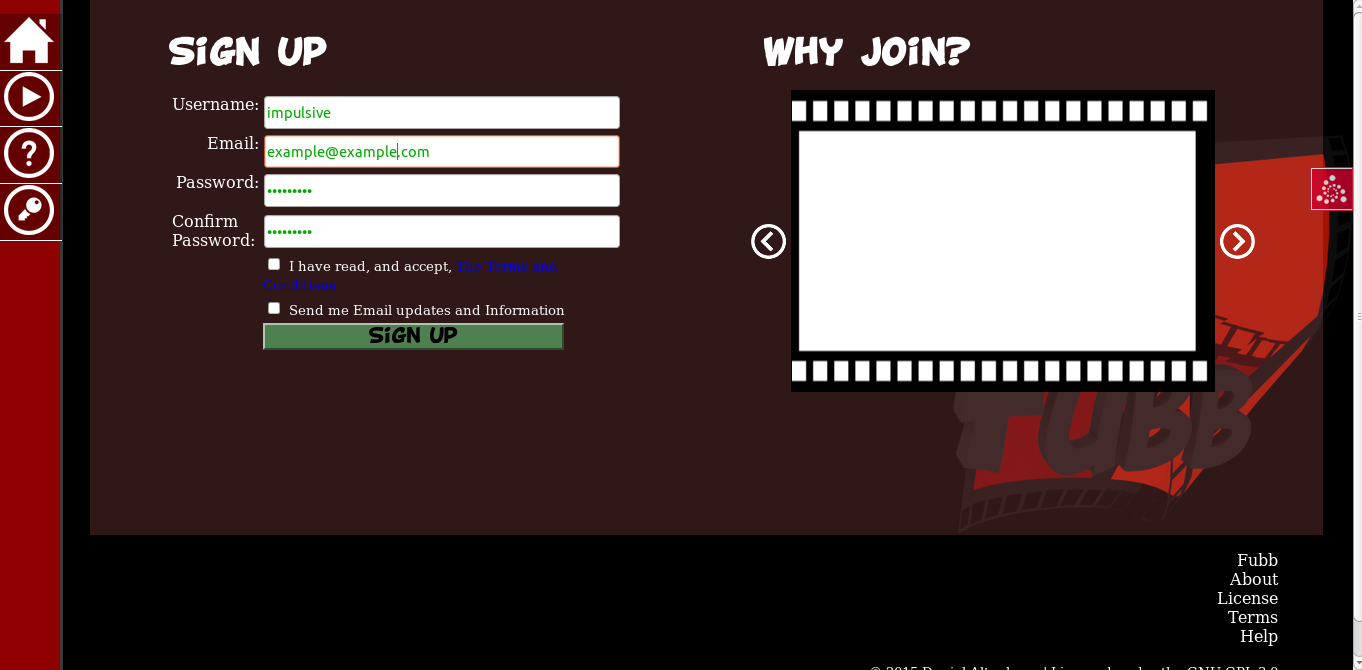 SiGN UP
WHY JOiN?
Username:
impulsive
Email:
example@example.com
Password:
•••••••••
Confirm
Password:
•••••••••
I have read, and accept, The Terms and
Conditions
Send me Email updates and Information
SiGN UP
FUBB
Fubb
About
License
Terms
Help